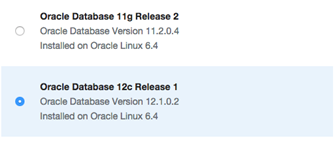 Oracle Database 11g Release 2
Oracle Database Version 11.2.0.4
Installed on Oracle Linux 6.4
Oracle Database 12c Release 1
Oracle Database Version 12.1.0.2
Installed on Oracle Linux 6.4